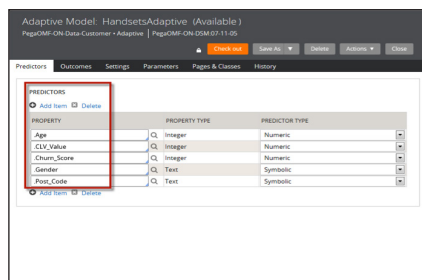 Adaptive Model: HandsetsAdaptive (Available)
PegaOMF-ON-Data-Customer • Adaptive | PegaOMF-ON-DSM:07-11-05
Check out Save As Delete Actions Close
Predictors Outcomes Settings Parameters Pages & Classes History
PREDICTORS
Add Item Delete
PROPERTY PROPERTY TYPE PREDICTOR TYPE
.Age Integer Numeric
.CLV_Value Integer Numeric
.Churn_Score Integer Numeric
.Gender Text Symbolic
.Post_Code Text Symbolic
Add Item Delete